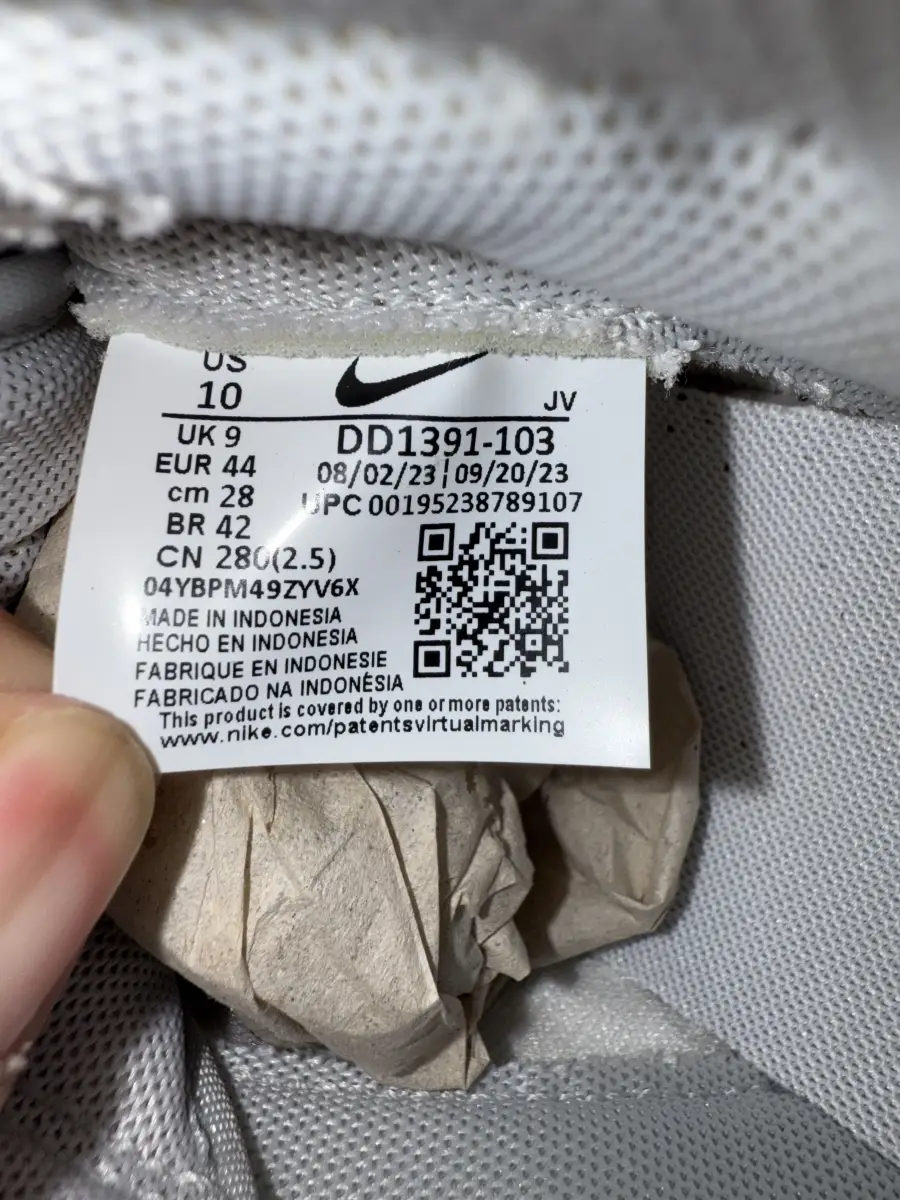 US
10
JV
UK 9
DD1391-103
EUR 44
08/02/23 | 09/20/23
cm 28
UPC 00195238789107
BR 42
CN 280(2.5)
04YBPM49ZYV6X
MADE IN INDONESIA
HECHO EN INDONESIA
FABRIQUE EN INDONESIE
FABRICADO NA INDONÉSIA
This product is covered by one or more patents:
www.nike.com/patentsvirtualmarking